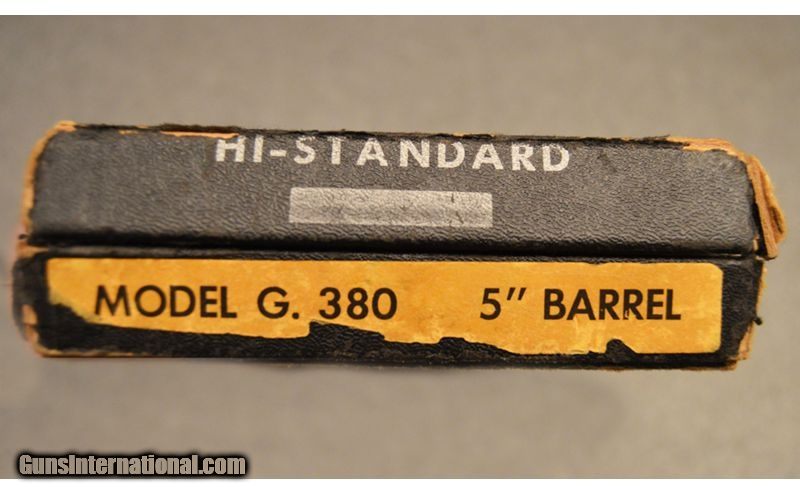 HI-STANDARD
MODEL G. 380 5" BARREL
GunsInternational.com